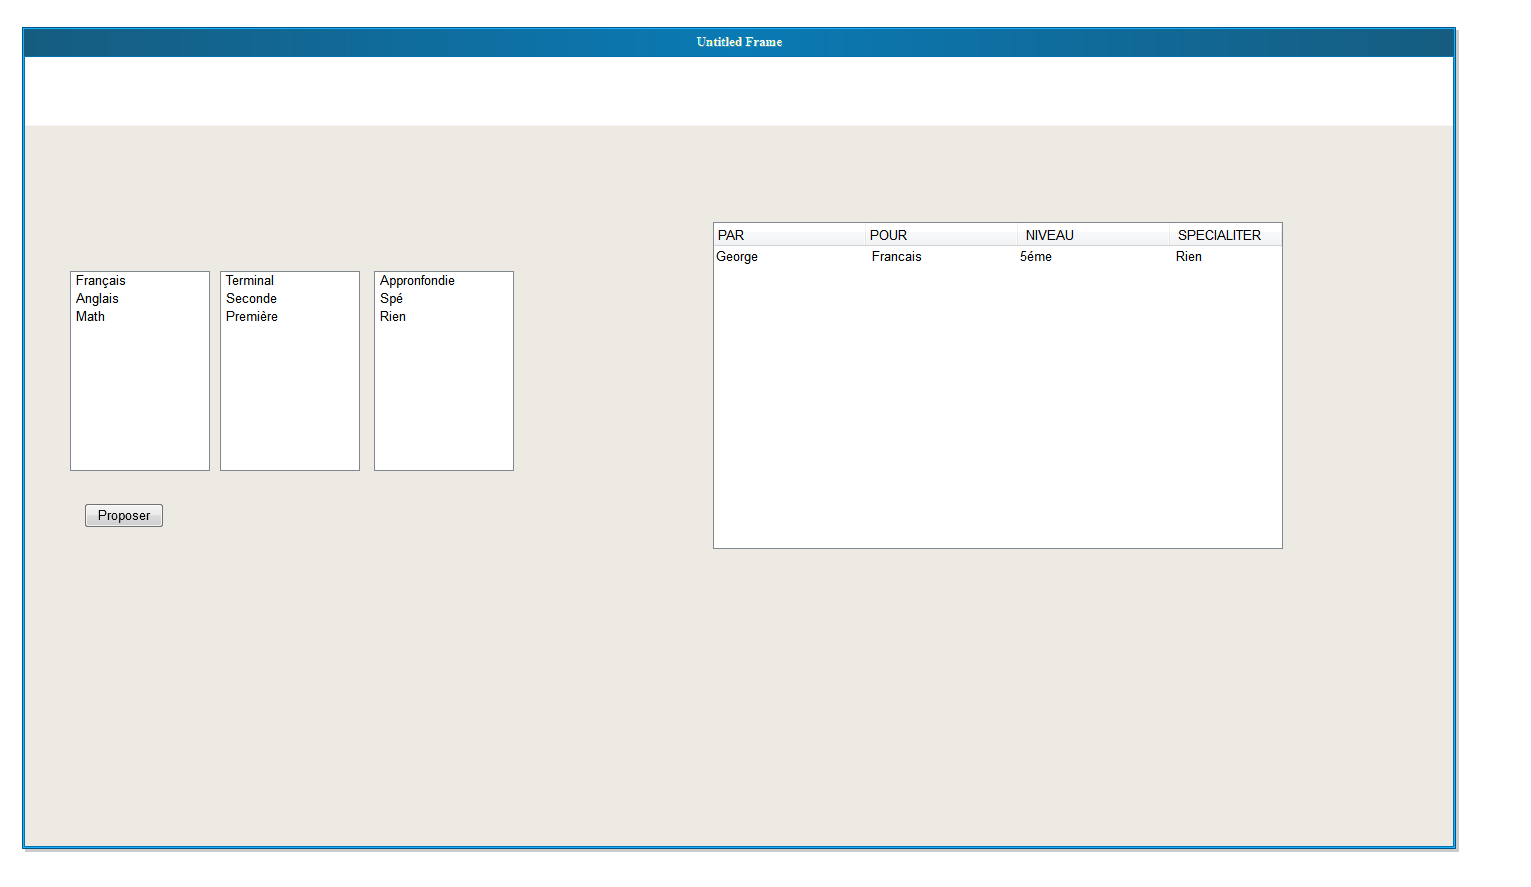 Untitled Frame
Français
Anglais
Math
Terminal
Seconde
Première
Appronfondie
Spé
Rien
Proposer
PAR POUR NIVEAU SPECIALITER
George Francais 5éme Rien